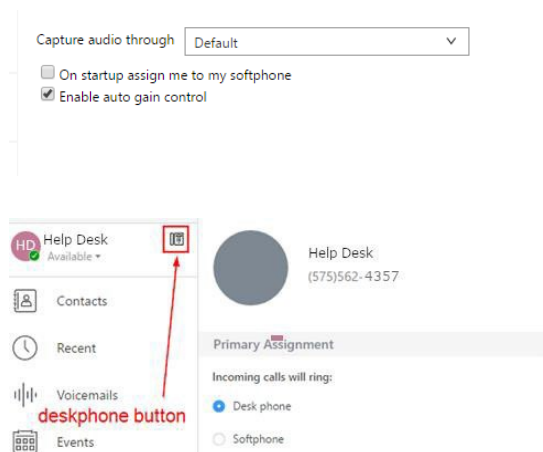 Capture audio through Default
On startup assign me to my softphone
Enable auto gain control
HD Help Desk
Available
Contacts
Recent
Voicemails
deskphone button
Events
Help Desk
(575)562-4357
Primary Assignment
Incoming calls will ring:
Desk phone
Softphone